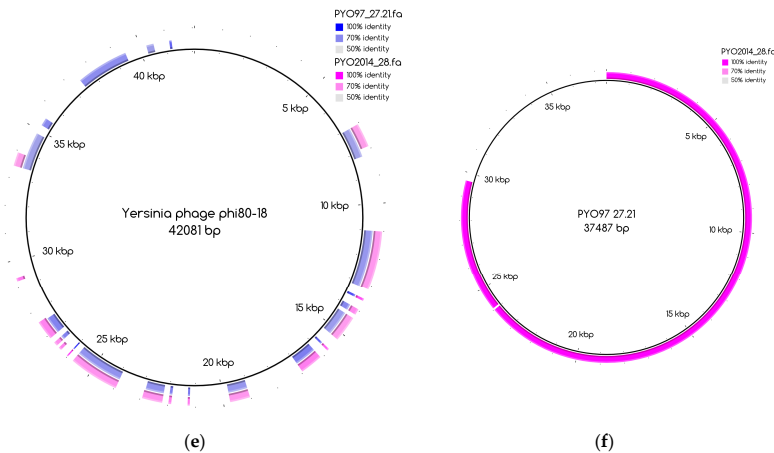 PYO97_27.21.fa
100% identity
70% identity
50% identity
PYO2014_28.fa
100% identity
70% identity
50% identity
40 kbp
5 kbp
35 kbp
Yersinia phage phi80-18
42081 bp
10 kbp
30 kbp
15 kbp
25 kbp
20 kbp
(e)
PYO2014_28.fa
100% identity
70% identity
50% identity
35 kbp
5 kbp
30 kbp
PYO97 27.21
37487 bp
10 kbp
25 kbp
15 kbp
20 kbp
(f)